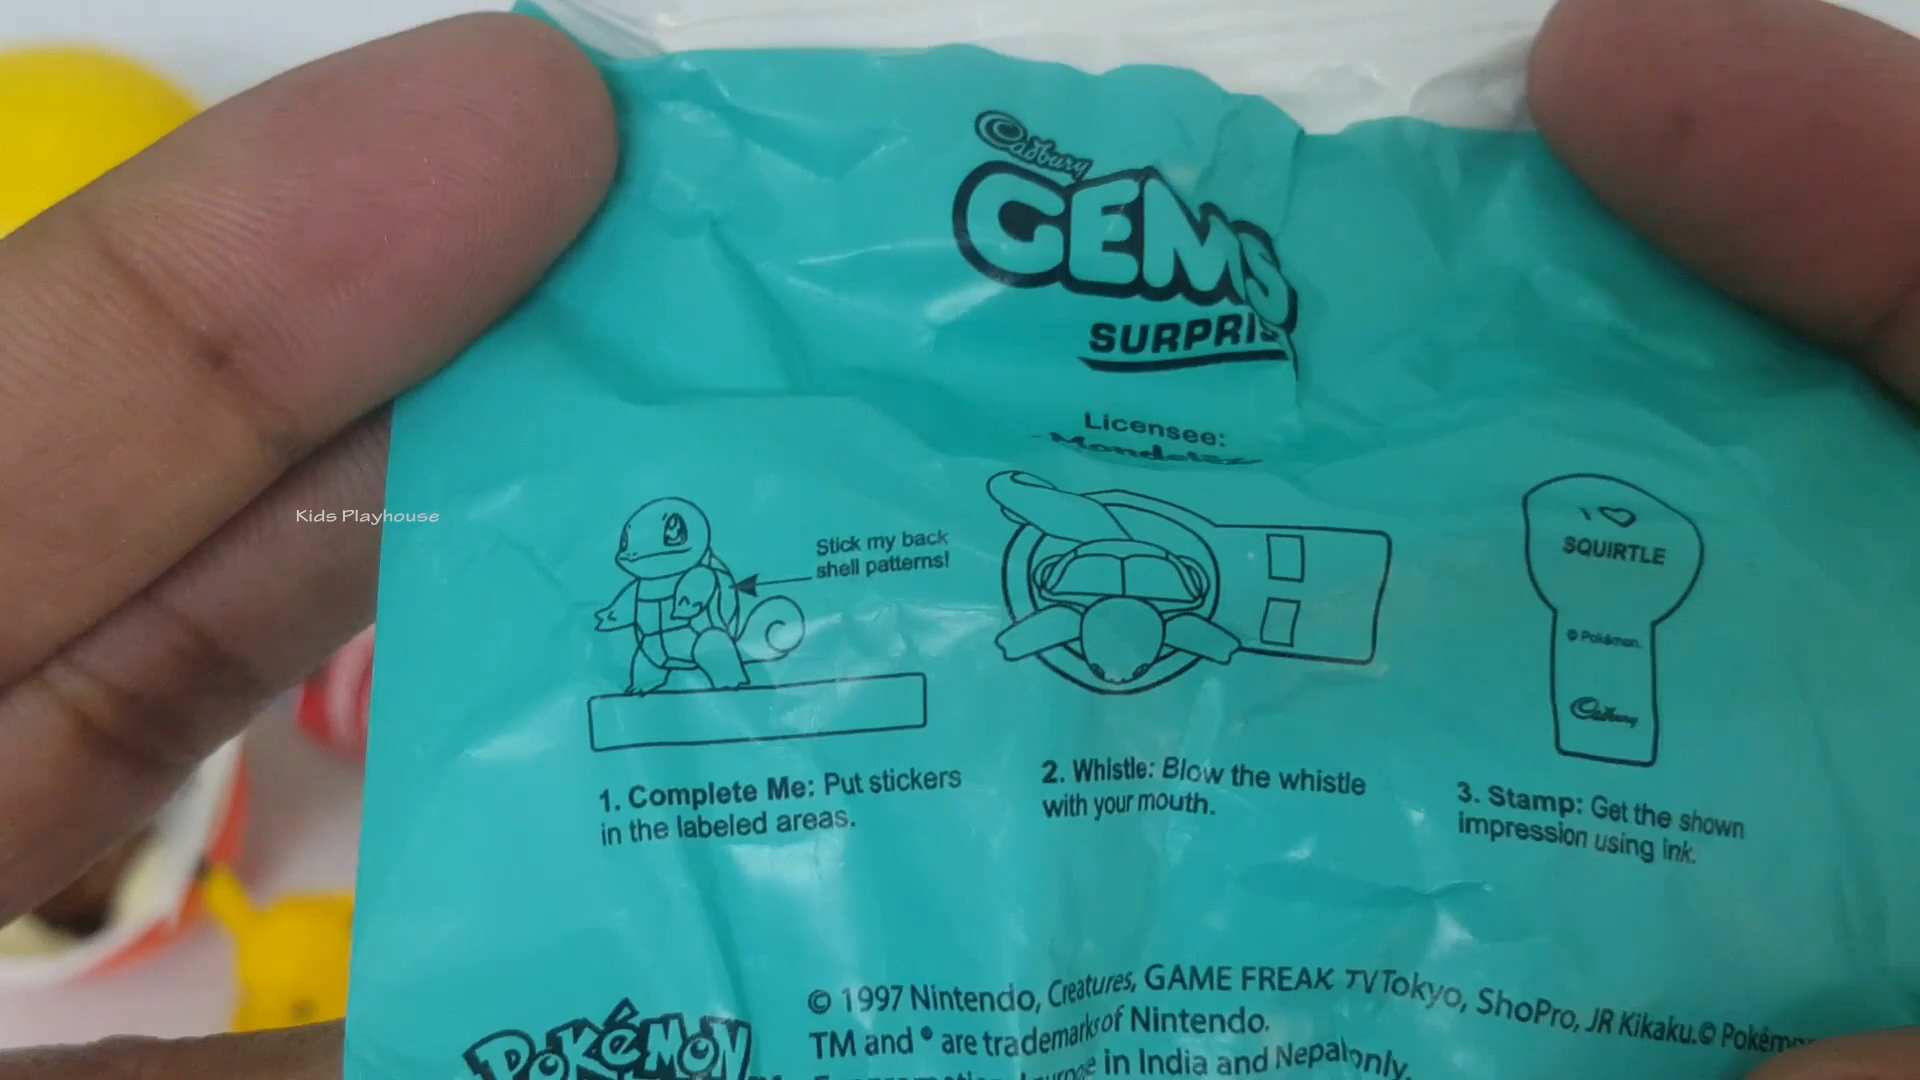 Cadbury
GEMS
SURPRIS
Licensee:
Mondelēz
Stick my back
shell patterns!
I
SQUIRTLE
© Pokémon.
Cadbury
1. Complete Me: Put stickers
in the labeled areas.
2. Whistle: Blow the whistle
with your mouth.
3. Stamp: Get the shown
impression using ink.
Kids Playhouse
POKÉMON
© 1997 Nintendo, Creatures, GAME FREAK TV Tokyo, ShoPro, JR Kikaku.© Pokémon
TM and ® are trademarks of Nintendo.
in India and Nepal only.